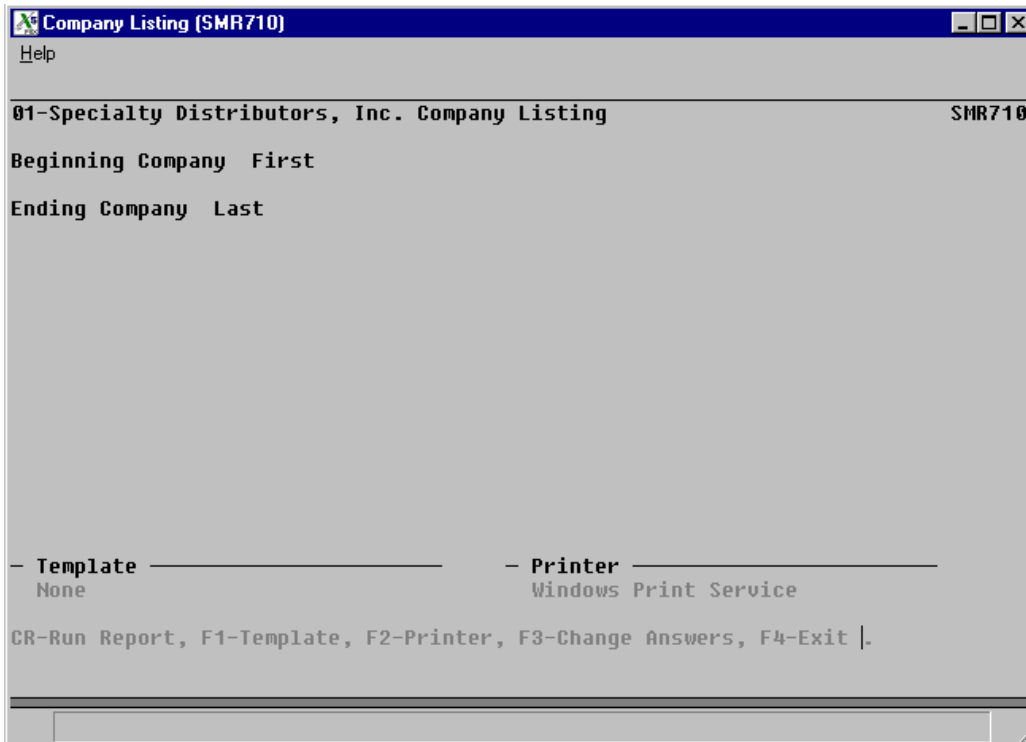 Company Listing (SMR710)
Help
01-Specialty Distributors, Inc. Company Listing SMR710
Beginning Company First
Ending Company Last
Template Printer
None Windows Print Service
CR-Run Report, F1-Template, F2-Printer, F3-Change Answers, F4-Exit .